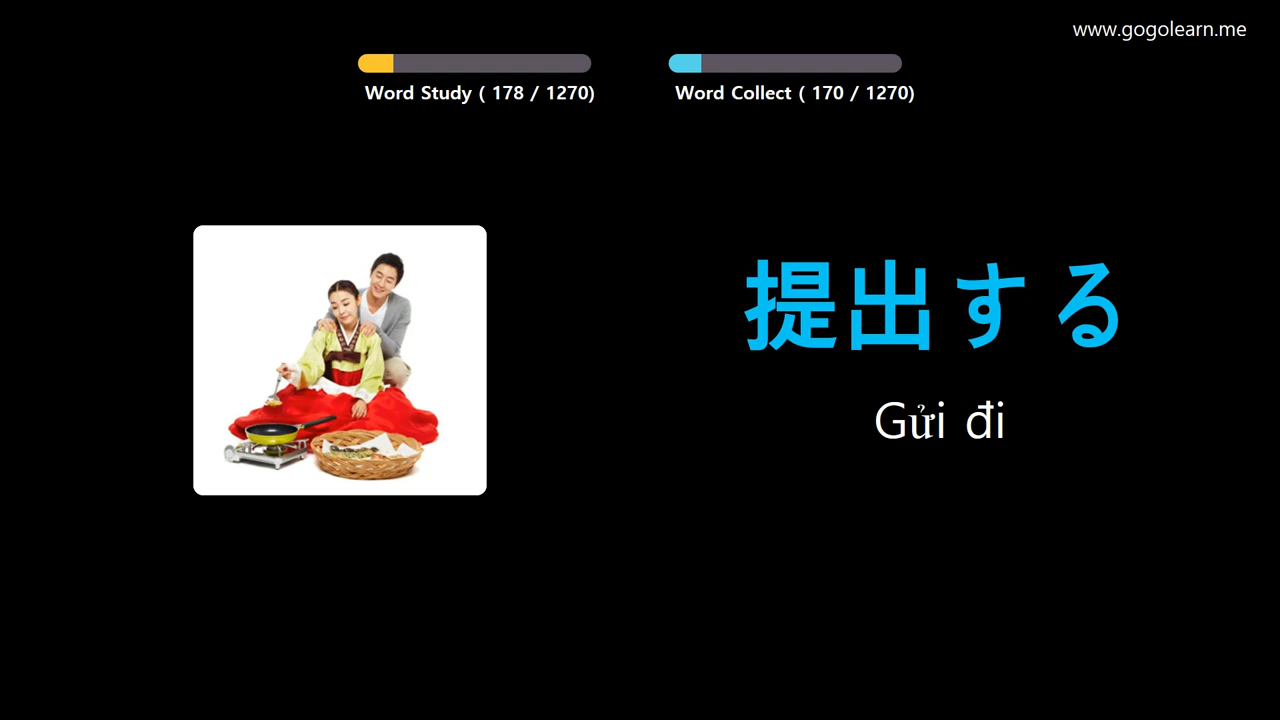 www.gogolearn.me
Word Study ( 178 / 1270)
Word Collect ( 170 / 1270)
提出する
Gửi đi